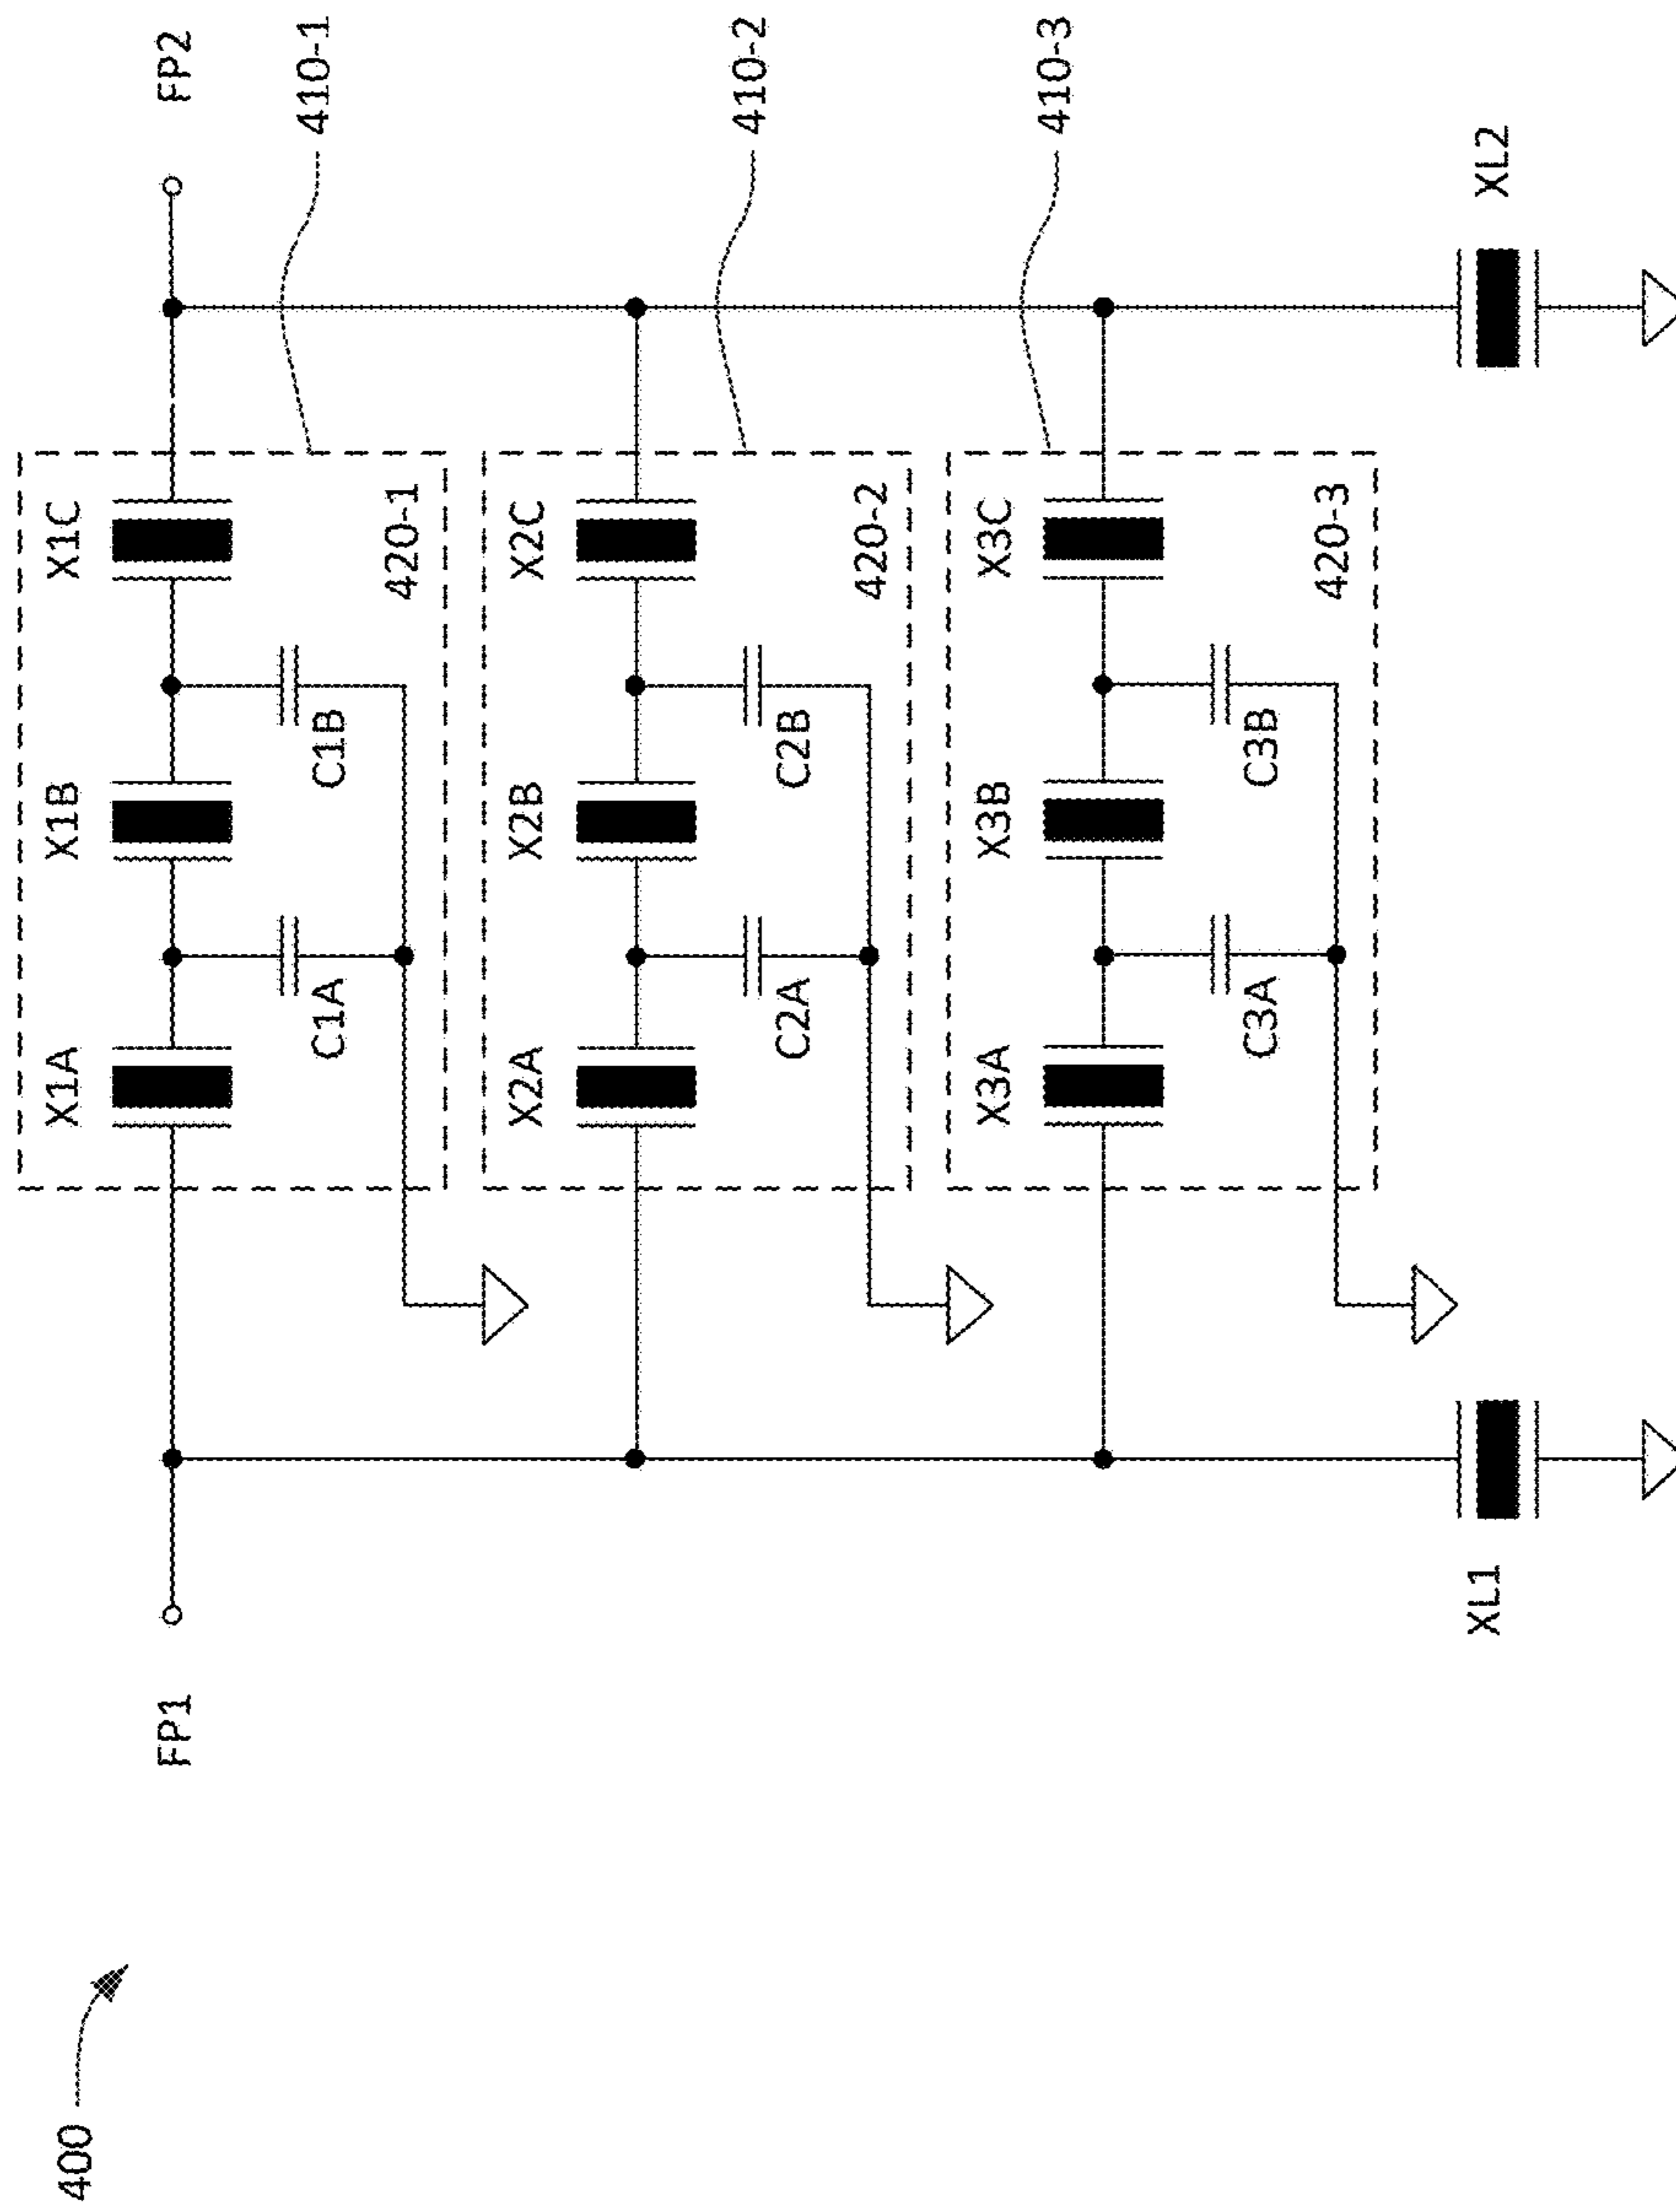 400
X1A
X1B
X1C
FP1
FP2
410-1
C1A
C1B
420-1
X2A
X2B
X2C
410-2
C2A
C2B
420-2
X3A
X3B
X3C
410-3
C3A
C3B
420-3
XL1
XL2